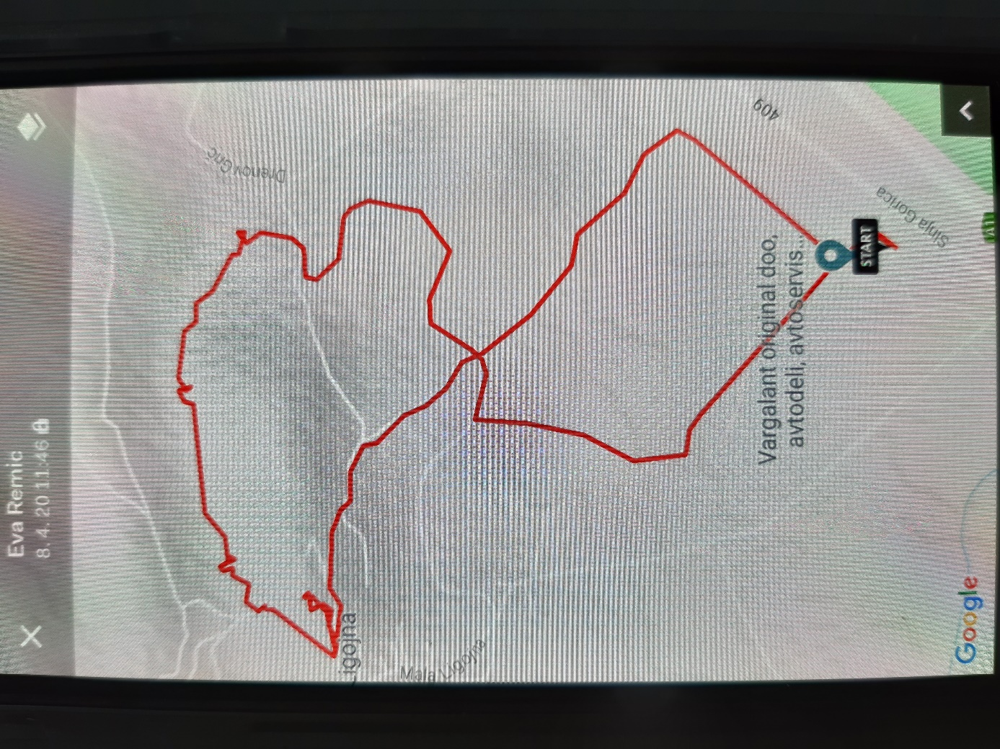 Eva Remic
8. 4. 20 11:46
Drenov Grič
409
Sinja Gorica
A1
START
Vargalant original doo,
avtodeli, avtoservis...
Ligojna
Mala Ligojna
Google